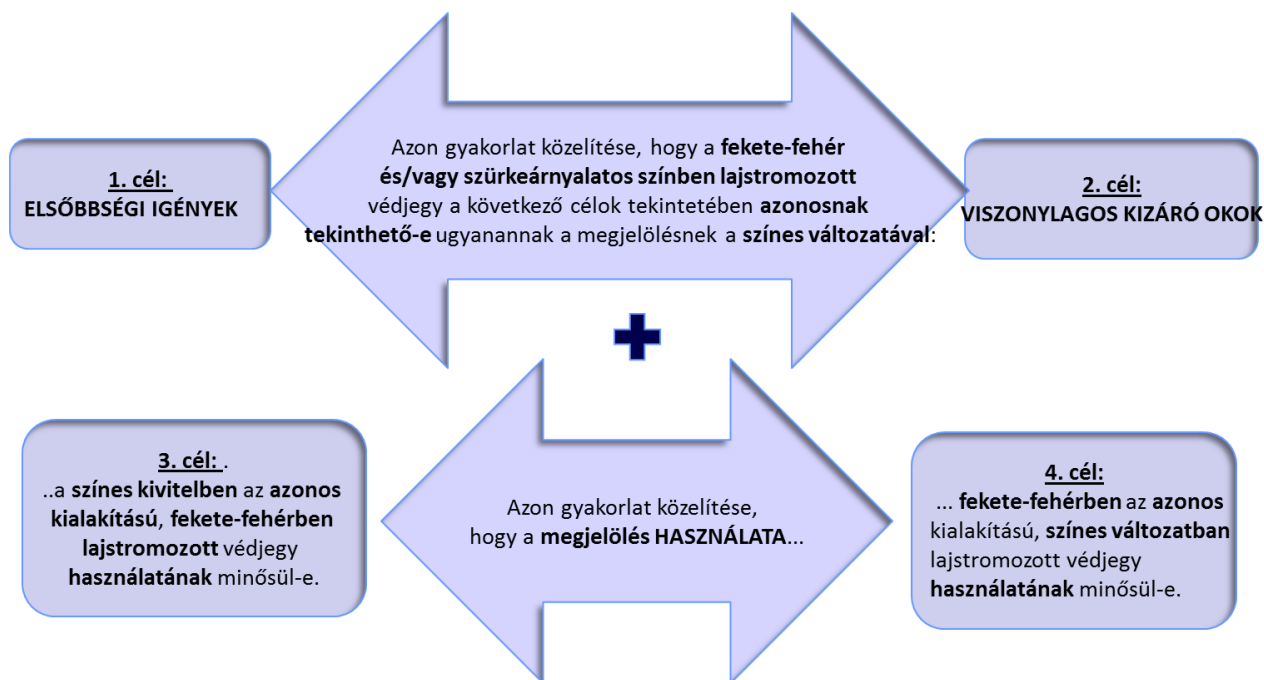 Azon gyakorlat közelítése, hogy a fekete-fehér
és/vagy szürkeárnyalatos színben lajstromozott
védjegy a következő célok tekintetében azonosnak
tekinthető-e ugyanannak a megjelölésnek a színes változatával:
1. cél:
ELSŐBBSÉGI IGÉNYEK
2. cél:
VISZONYLAGOS KIZÁRÓ OKOK
3. cél: .
..a színes kivitelben az azonos
kialakítású, fekete-fehérben
lajstromozott védjegy
használatának minősül-e.
Azon gyakorlat közelítése,
hogy a megjelölés HASZNÁLATA...
4. cél:
... fekete-fehérben az azonos
kialakítású, színes változatban
lajstromozott védjegy
használatának minősül-e.